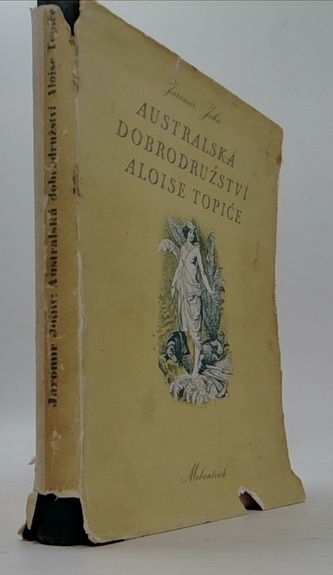 Jaromír John
AUSTRALSKÁ
DOBRODRUŽSTVÍ
ALOISE TOPIČE
Melantrich
Jaromír John: Australská dobrodružství Aloise Topiče